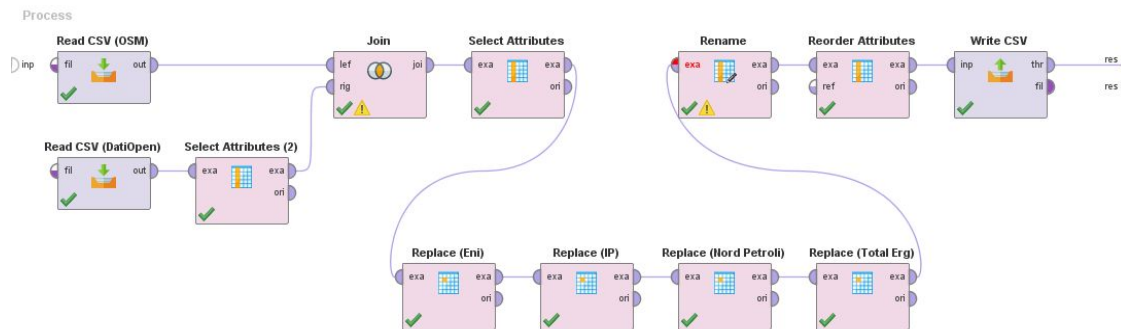 Process
Read CSV (OSM)
Join
Select Attributes
Rename
Reorder Attributes
Write CSV
inp
fil
out
lef
joi
rig
exa
exa
ori
exa
exa
ori
exa
exa
ref
ori
inp
thr
fil
res
res
Read CSV (DatiOpen)
Select Attributes (2)
fil
out
exa
exa
ori
Replace (Eni)
Replace (IP)
Replace (Nord Petroli)
Replace (Total Erg)
exa
exa
ori
exa
exa
ori
exa
exa
ori
exa
exa
ori